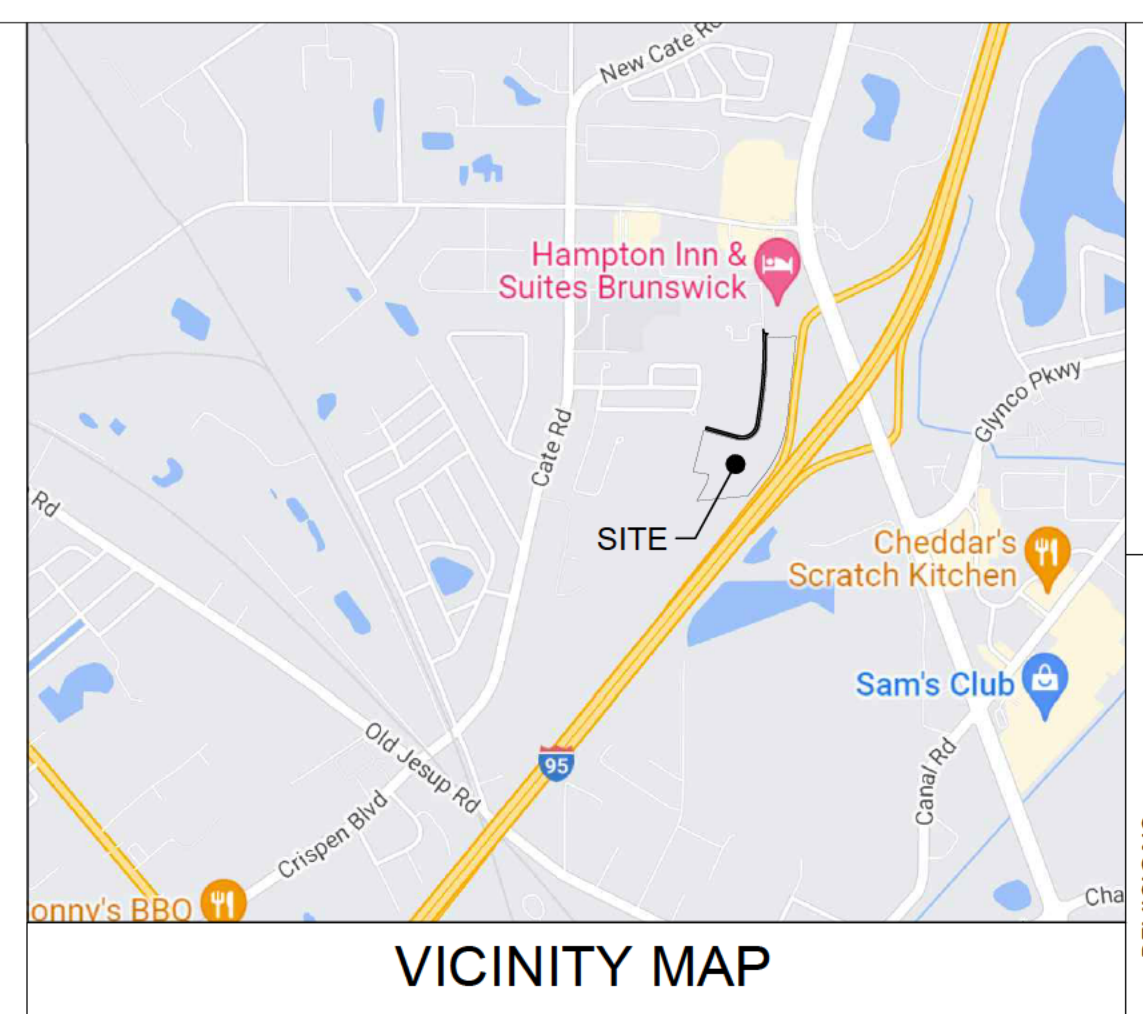 New Cate Rd
Hampton Inn &
Suites Brunswick
Glynco Pkwy
Cate Rd
Rd
SITE
Cheddar's
Scratch Kitchen
Sam's Club
Old Jesup Rd
95
Canal Rd
Crispen Blvd
onny's BBQ
Cha
VICINITY MAP